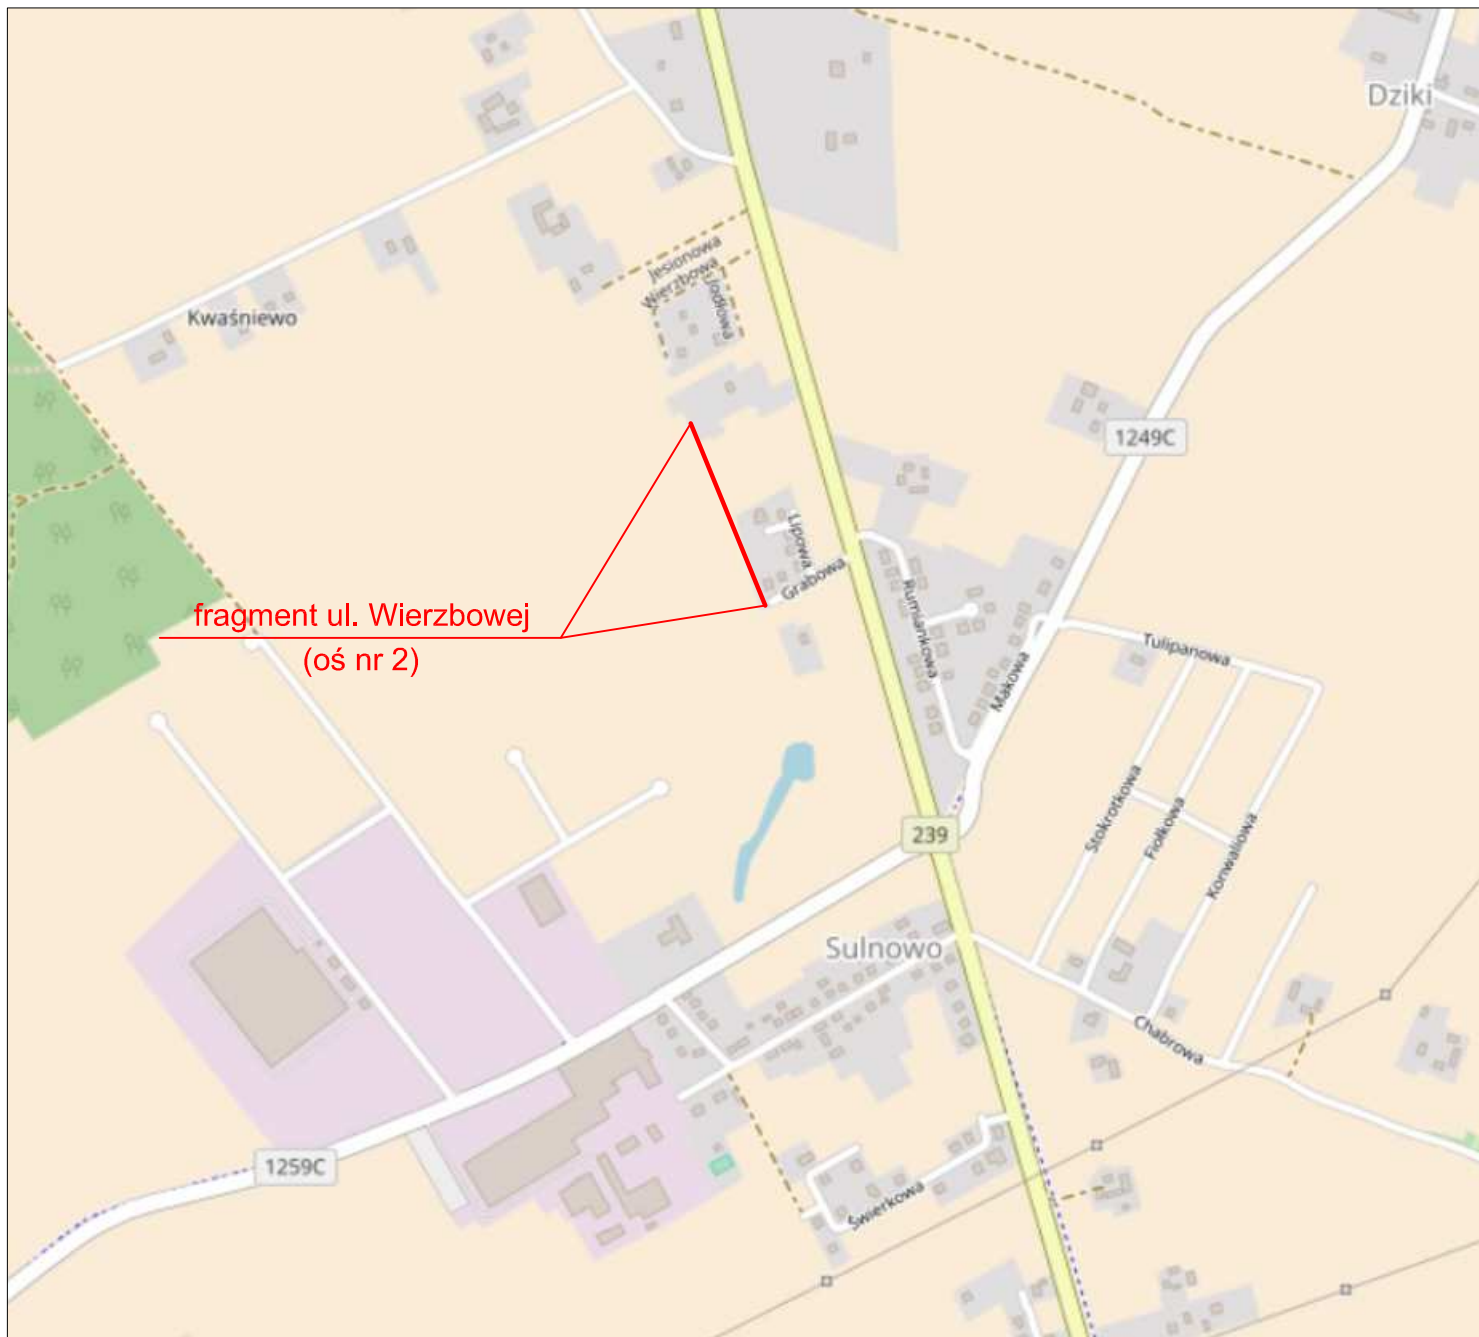 Dziki
Jesionowa
Wierzbowa
Jodłowa
Kwaśniewo
1249C
Lipowa
Grabowa
Rumiankowa
fragment ul. Wierzbowej
(oś nr 2)
Tulipanowa
Makowa
Stokrotkowa
Fiołkowa
Konwaliowa
239
Sulnowo
Chabrowa
1259C
Świerkowa